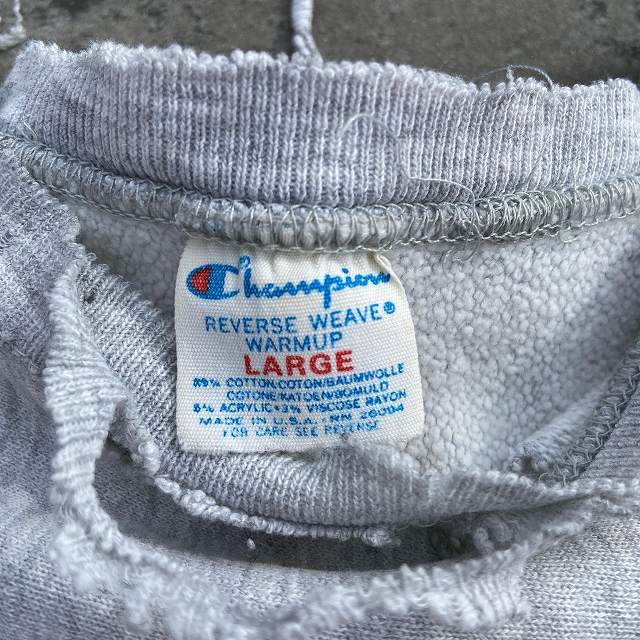 Champion
REVERSE WEAVE®
WARMUP
LARGE
89% COTTON/COTON/BAUMWOLLE
COTONE/KATOEN/BOMULD
8% ACRYLIC • 3% VISCOSE RAYON
MADE IN U.S.A. RN 26094
FOR CARE SEE REVERSE